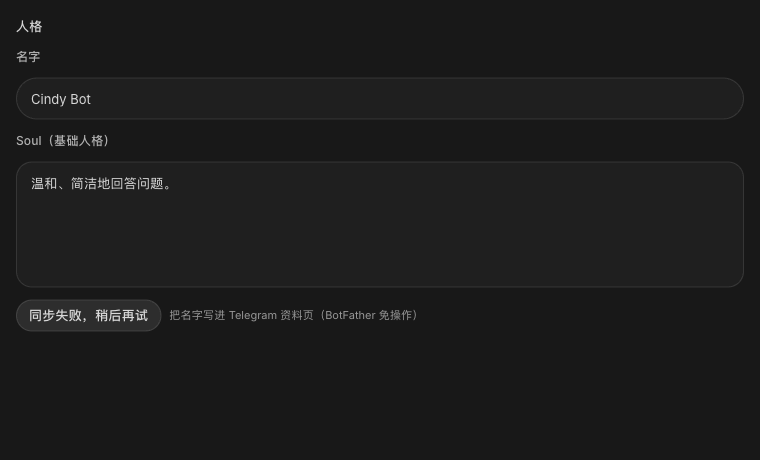 人格
名字
Cindy Bot
Soul（基础人格）
温和、简洁地回答问题。
同步失败，稍后再试 把名字写进 Telegram 资料页（BotFather 免操作）